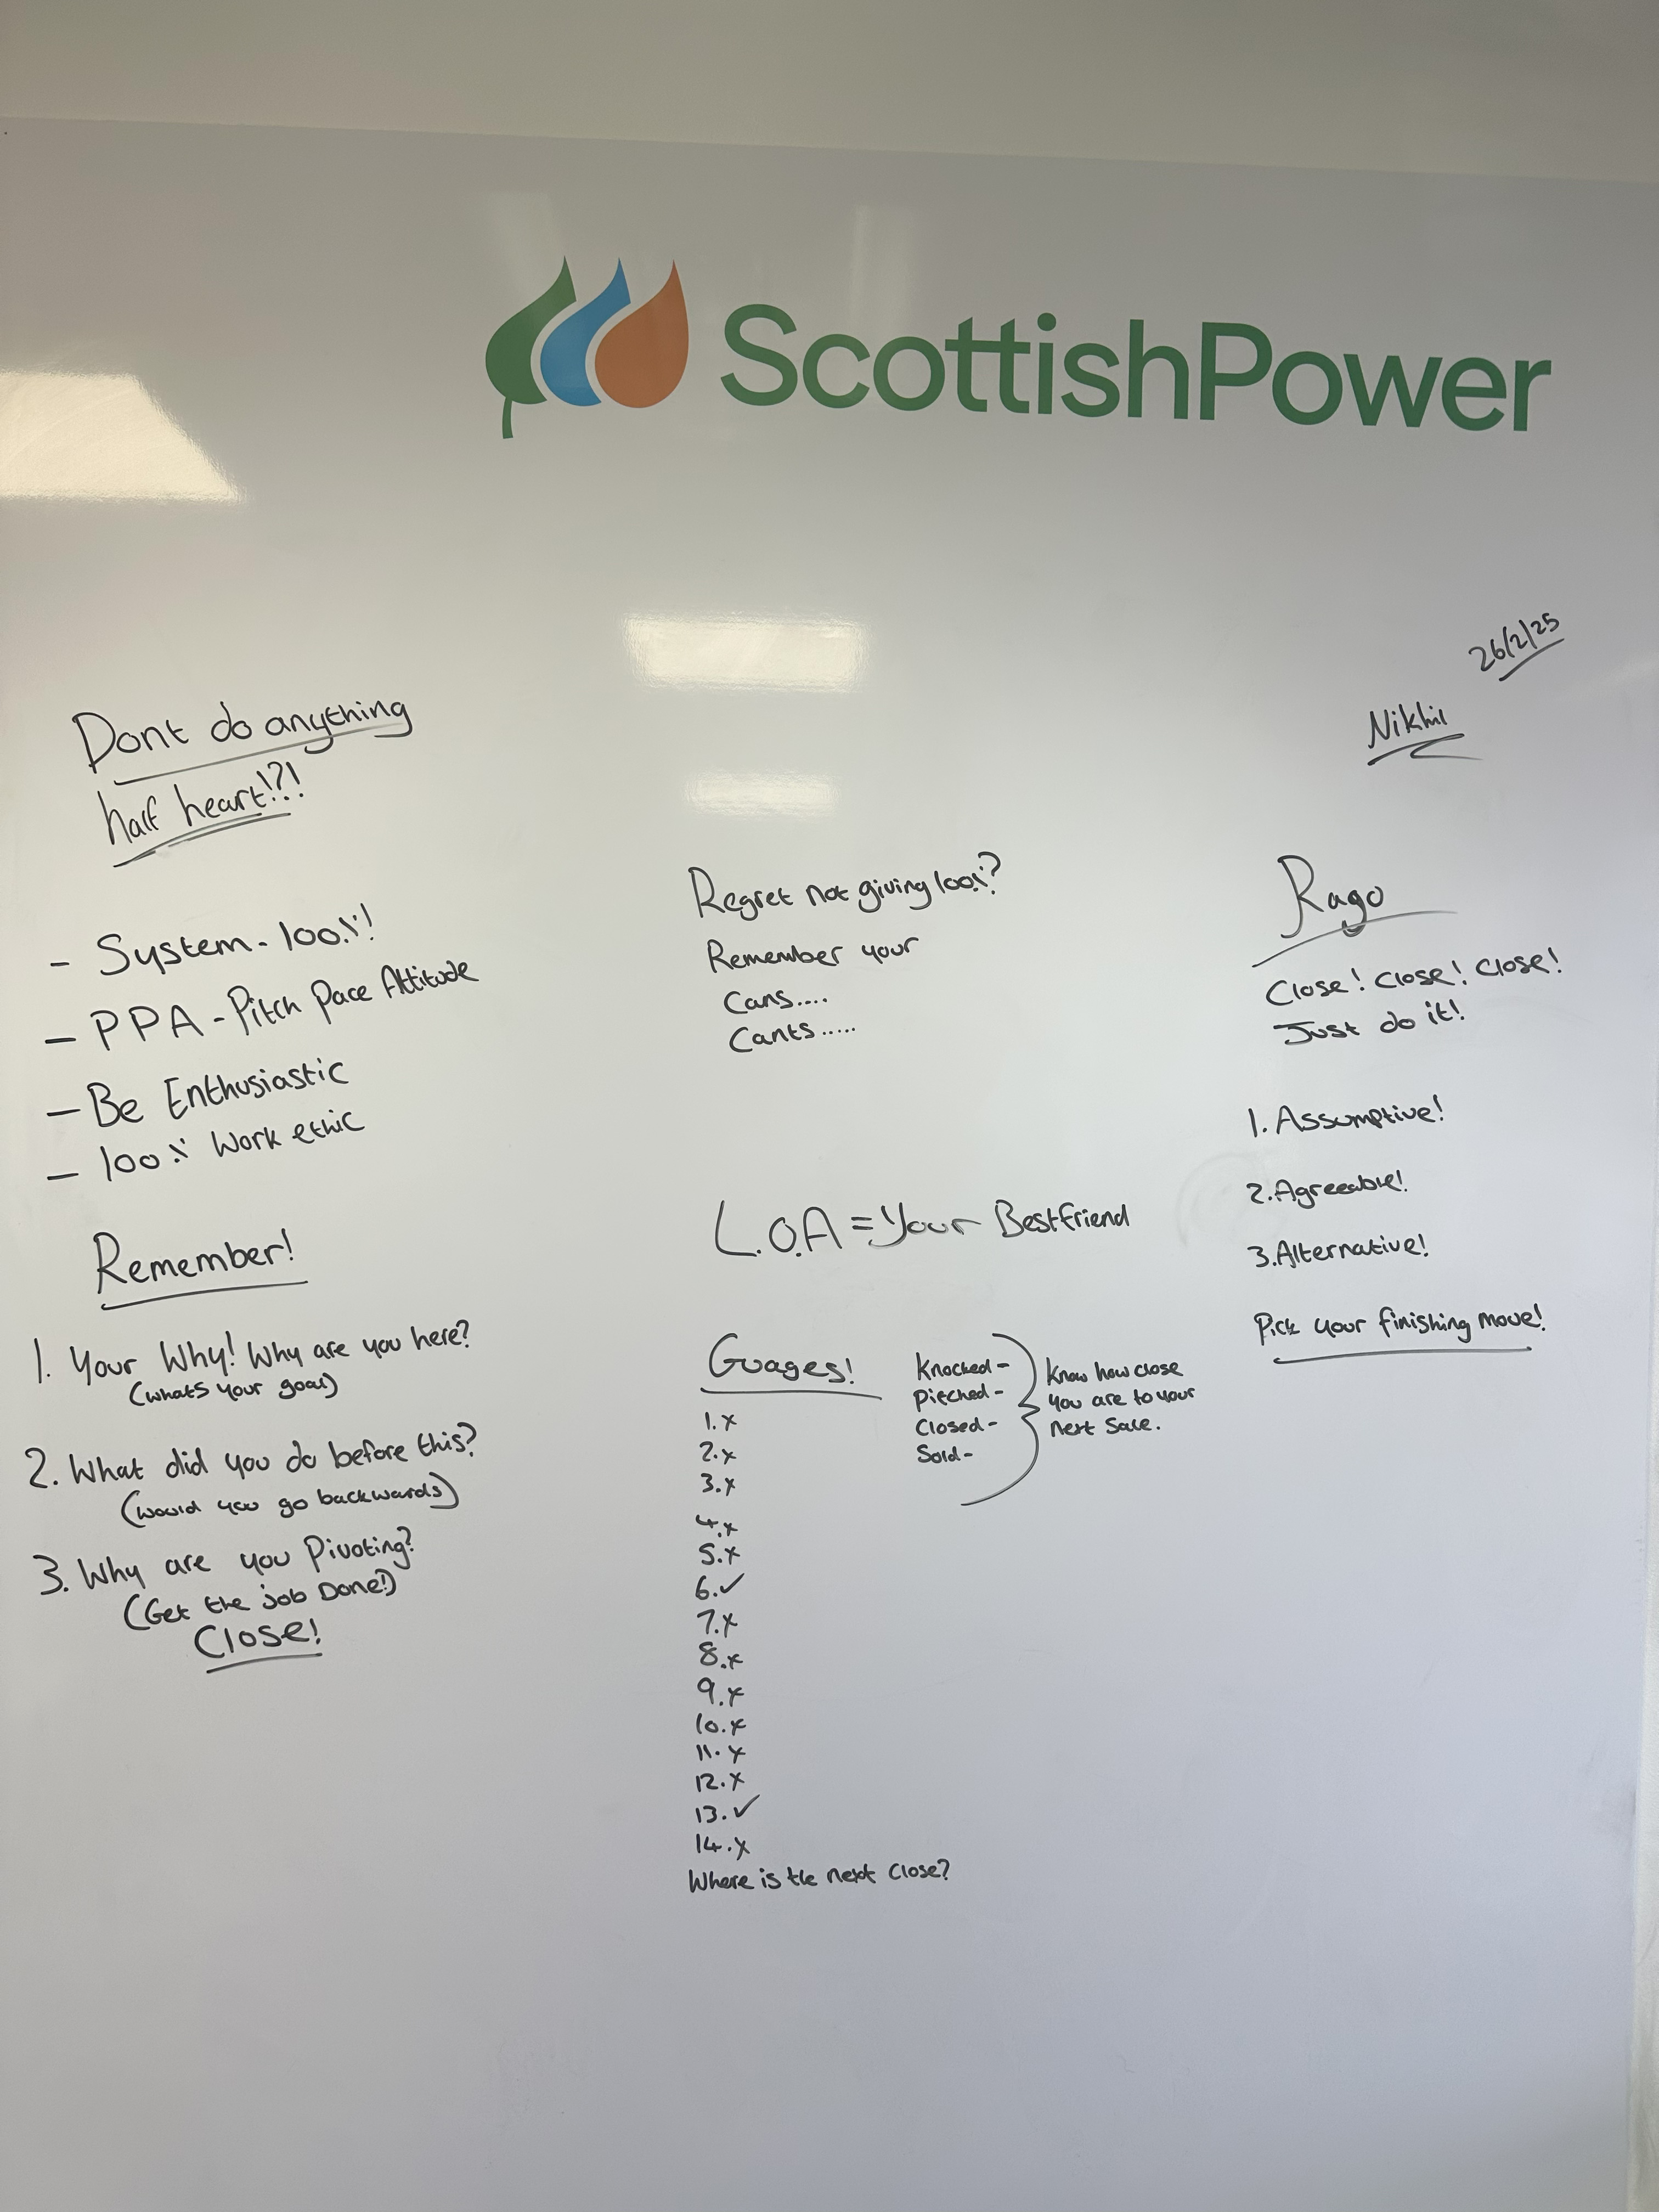 ScottishPower
26/2/25
Nikhil
Dont do anything
half heart!?!
- System - 100%!
- PPA - Pitch Pace Attitude
- Be Enthusiastic
- 100% Work ethic
Remember!
1. Your Why! Why are you here?
(whats your goal)
2. What did you do before this?
(would you go backwards)
3. Why are you Pivoting?
(Get the job Done!)
Close!
Regret not giving 100%?
Remember your
Cans....
Cants.....
L.O.A = Your Bestfriend
Guages!
1. x
2. x
3. x
4. x
5. x
6. ✓
7. x
8. x
9. x
10. x
11. x
12. x
13. ✓
14. x
Where is the next close?
Knocked -
Pitched -
Closed -
Sold -
Know how close
you are to your
next sale.
Rago
Close! Close! Close!
Just do it!
1. Assumptive!
2. Agreeable!
3. Alternative!
Pick your finishing move!